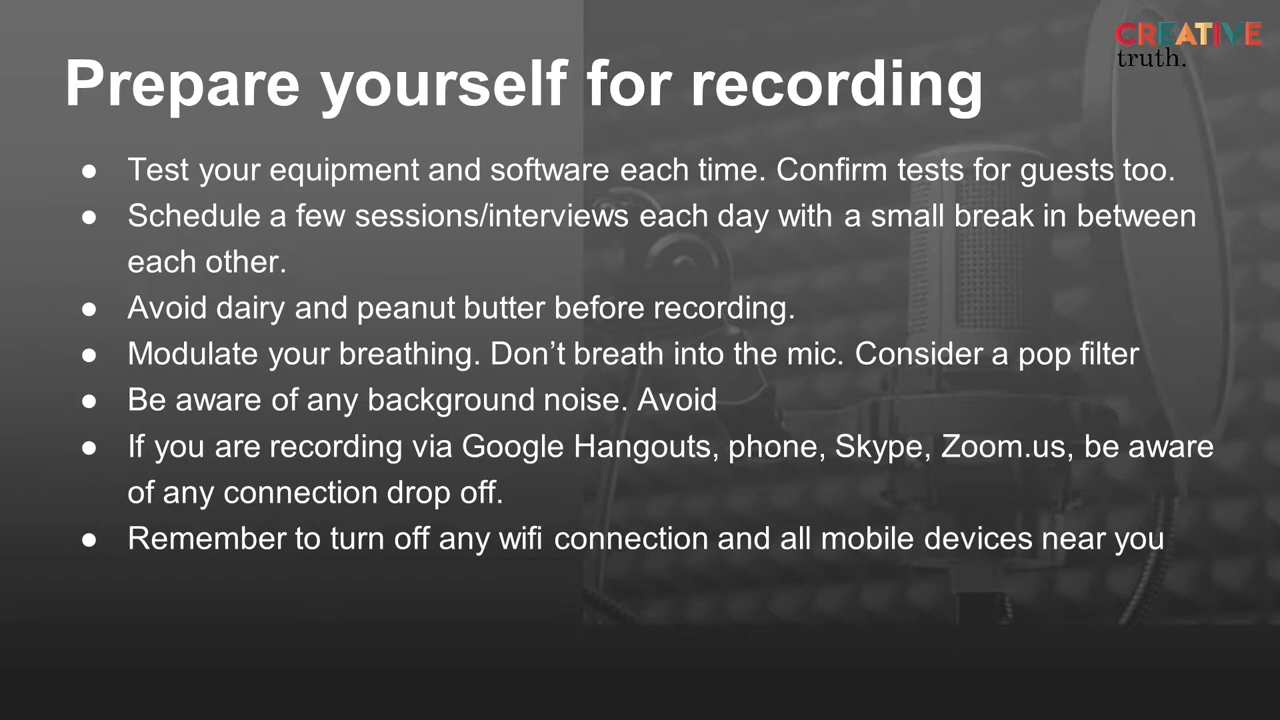 CREATIVE
truth.
Prepare yourself for recording
● Test your equipment and software each time. Confirm tests for guests too.
● Schedule a few sessions/interviews each day with a small break in between
each other.
● Avoid dairy and peanut butter before recording.
● Modulate your breathing. Don’t breath into the mic. Consider a pop filter
● Be aware of any background noise. Avoid
● If you are recording via Google Hangouts, phone, Skype, Zoom.us, be aware
of any connection drop off.
● Remember to turn off any wifi connection and all mobile devices near you